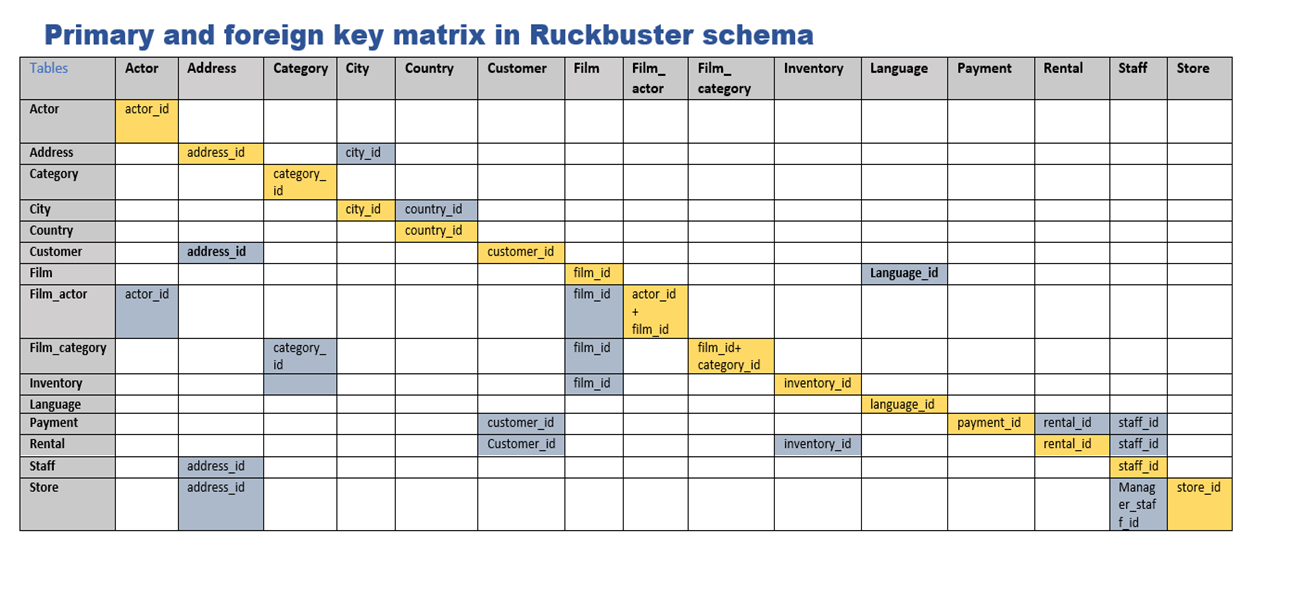 Primary and foreign key matrix in Ruckbuster schema
Tables Actor Address Category City Country Customer Film Film_ Film_ Inventory Language Payment Rental Staff Store
actor category
Actor actor_id
Address address_id city_id
Category category_
id
City city_id country_id
Country country_id
Customer address_id customer_id
Film film_id Language_id
Film_actor actor_id film_id actor_id
+
film_id
Film_category category_ film_id film_id+
id category_id
Inventory film_id inventory_id
Language language_id
Payment customer_id payment_id rental_id staff_id
Rental Customer_id inventory_id rental_id staff_id
Staff address_id staff_id
Store address_id Manag store_id
er_staf
f_id